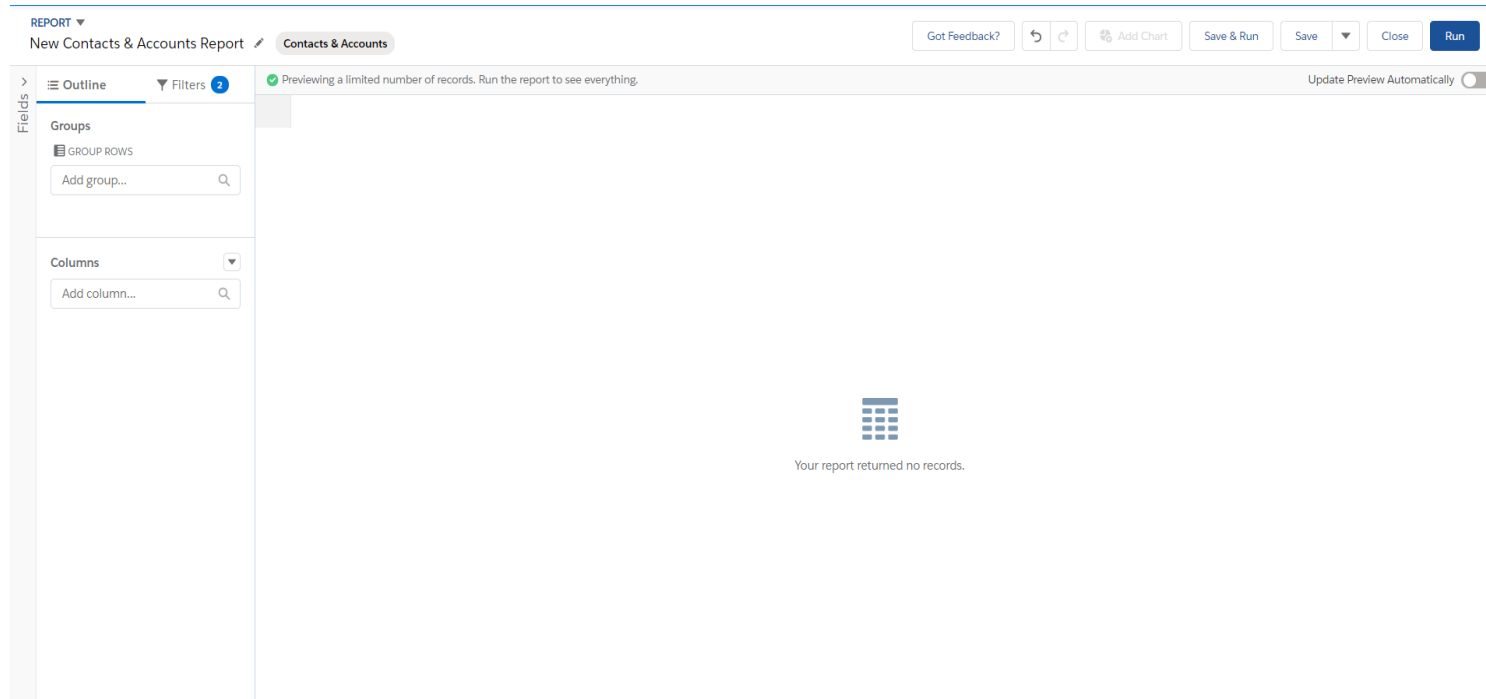 REPORT
New Contacts & Accounts Report
Contacts & Accounts
Got Feedback?
Add Chart
Save & Run
Save
Close
Run
Fields
Outline
Filters 2
Previewing a limited number of records. Run the report to see everything.
Update Preview Automatically
Groups
GROUP ROWS
Add group...
Columns
Add column...
Your report returned no records.